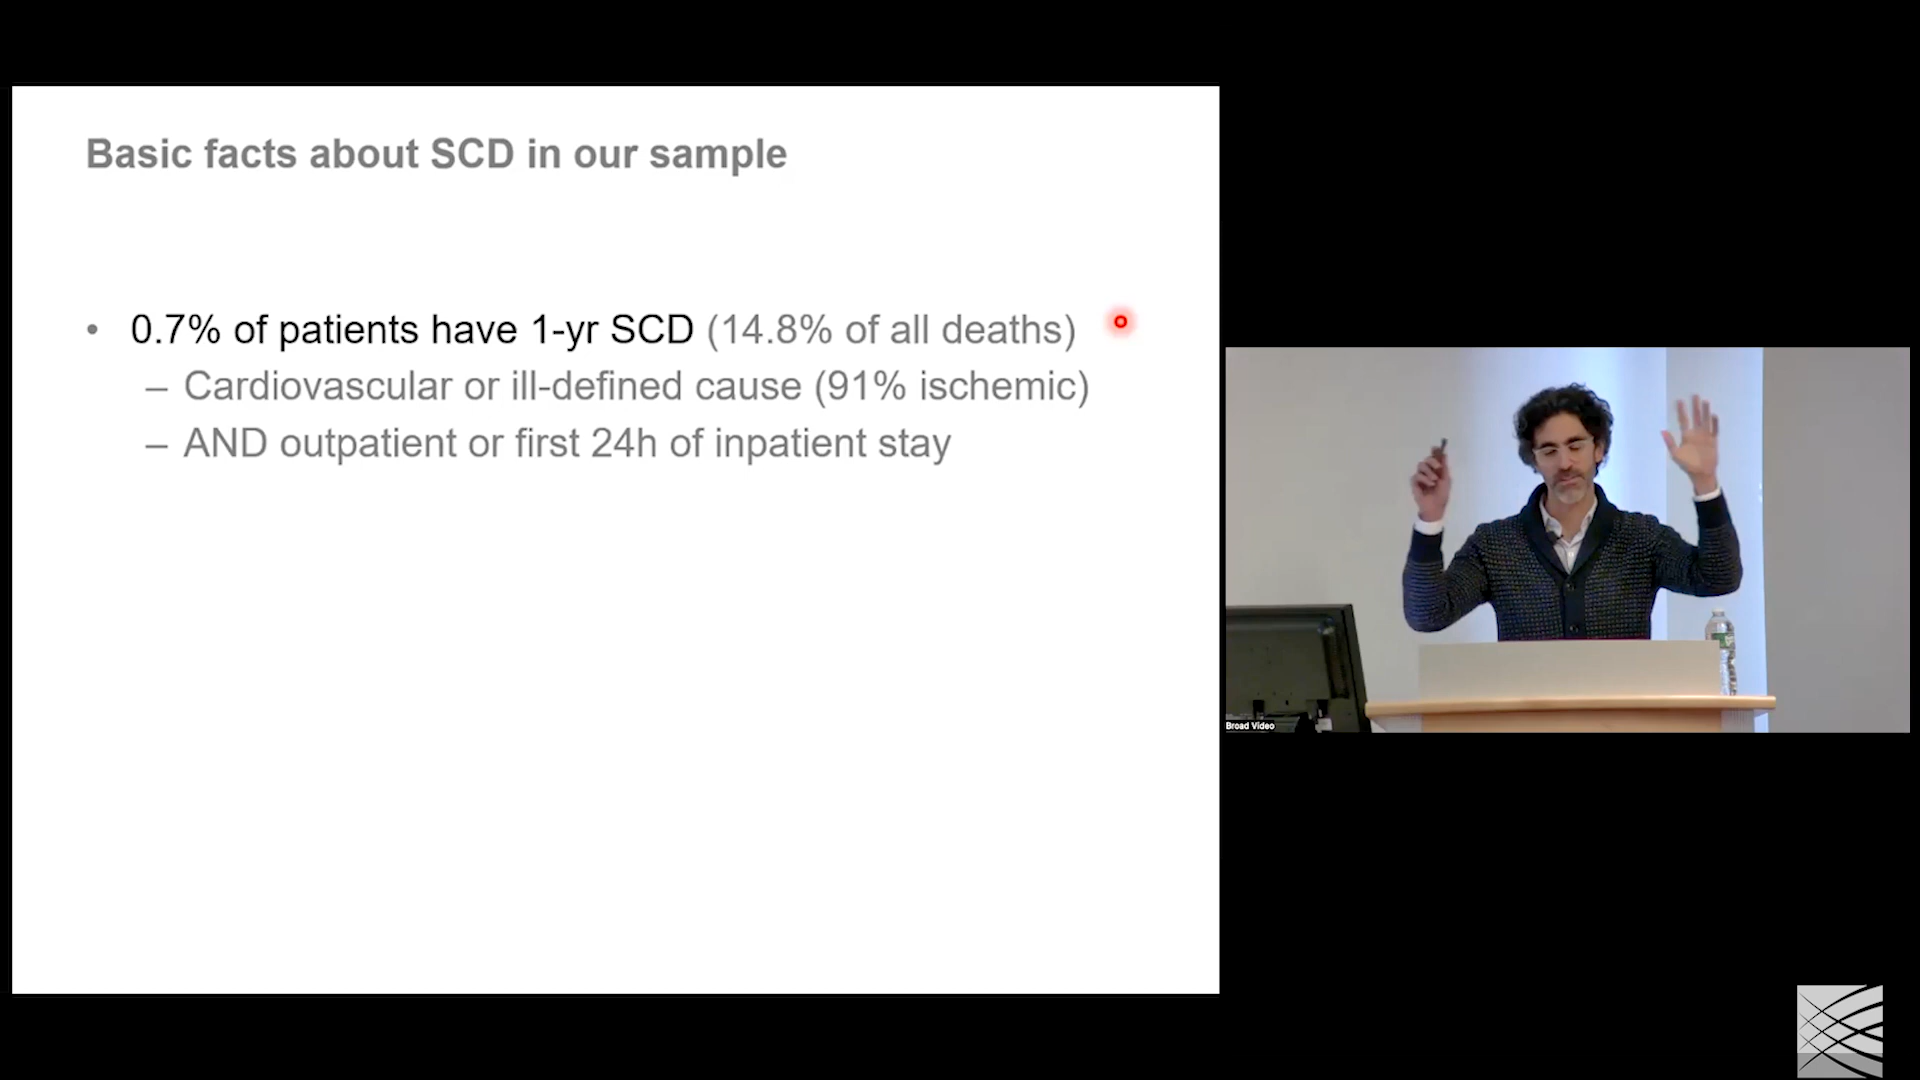 Basic facts about SCD in our sample
• 0.7% of patients have 1-yr SCD (14.8% of all deaths)
– Cardiovascular or ill-defined cause (91% ischemic)
– AND outpatient or first 24h of inpatient stay
Broad Video